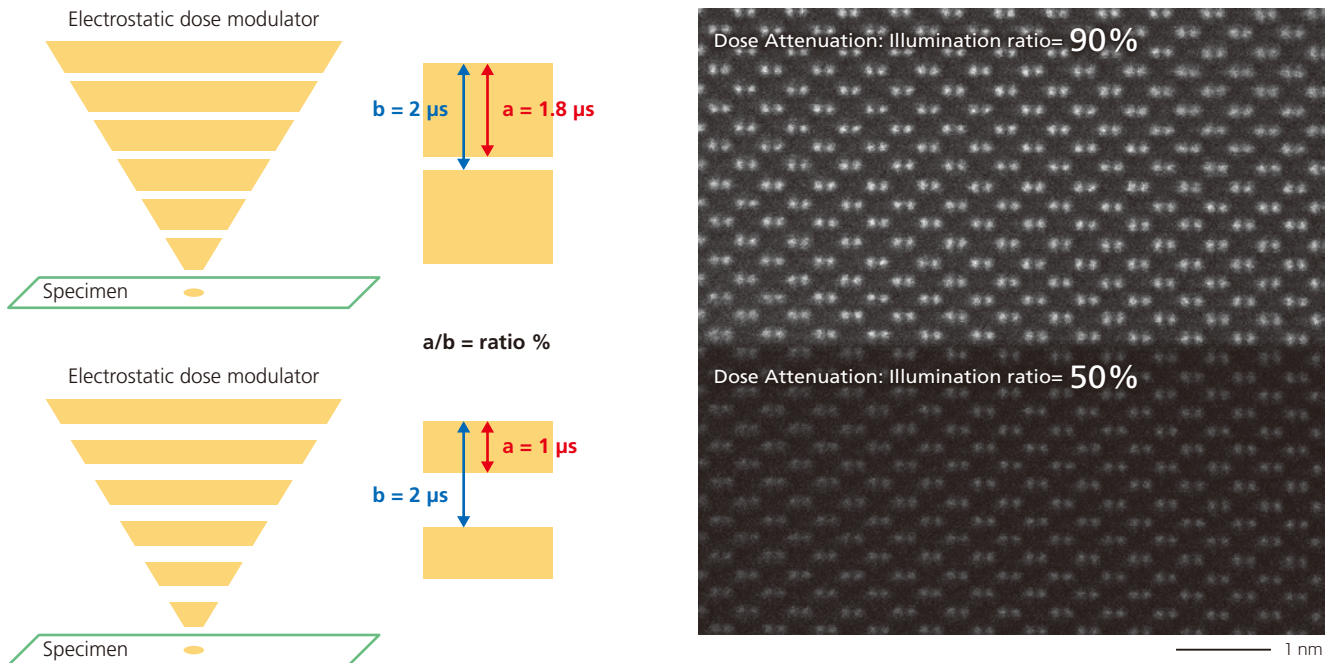 Electrostatic dose modulator
b = 2 μs
a = 1.8 μs
Specimen
a/b = ratio %
Electrostatic dose modulator
a = 1 μs
b = 2 μs
Specimen
Dose Attenuation: Illumination ratio= 90%
Dose Attenuation: Illumination ratio= 50%
1 nm